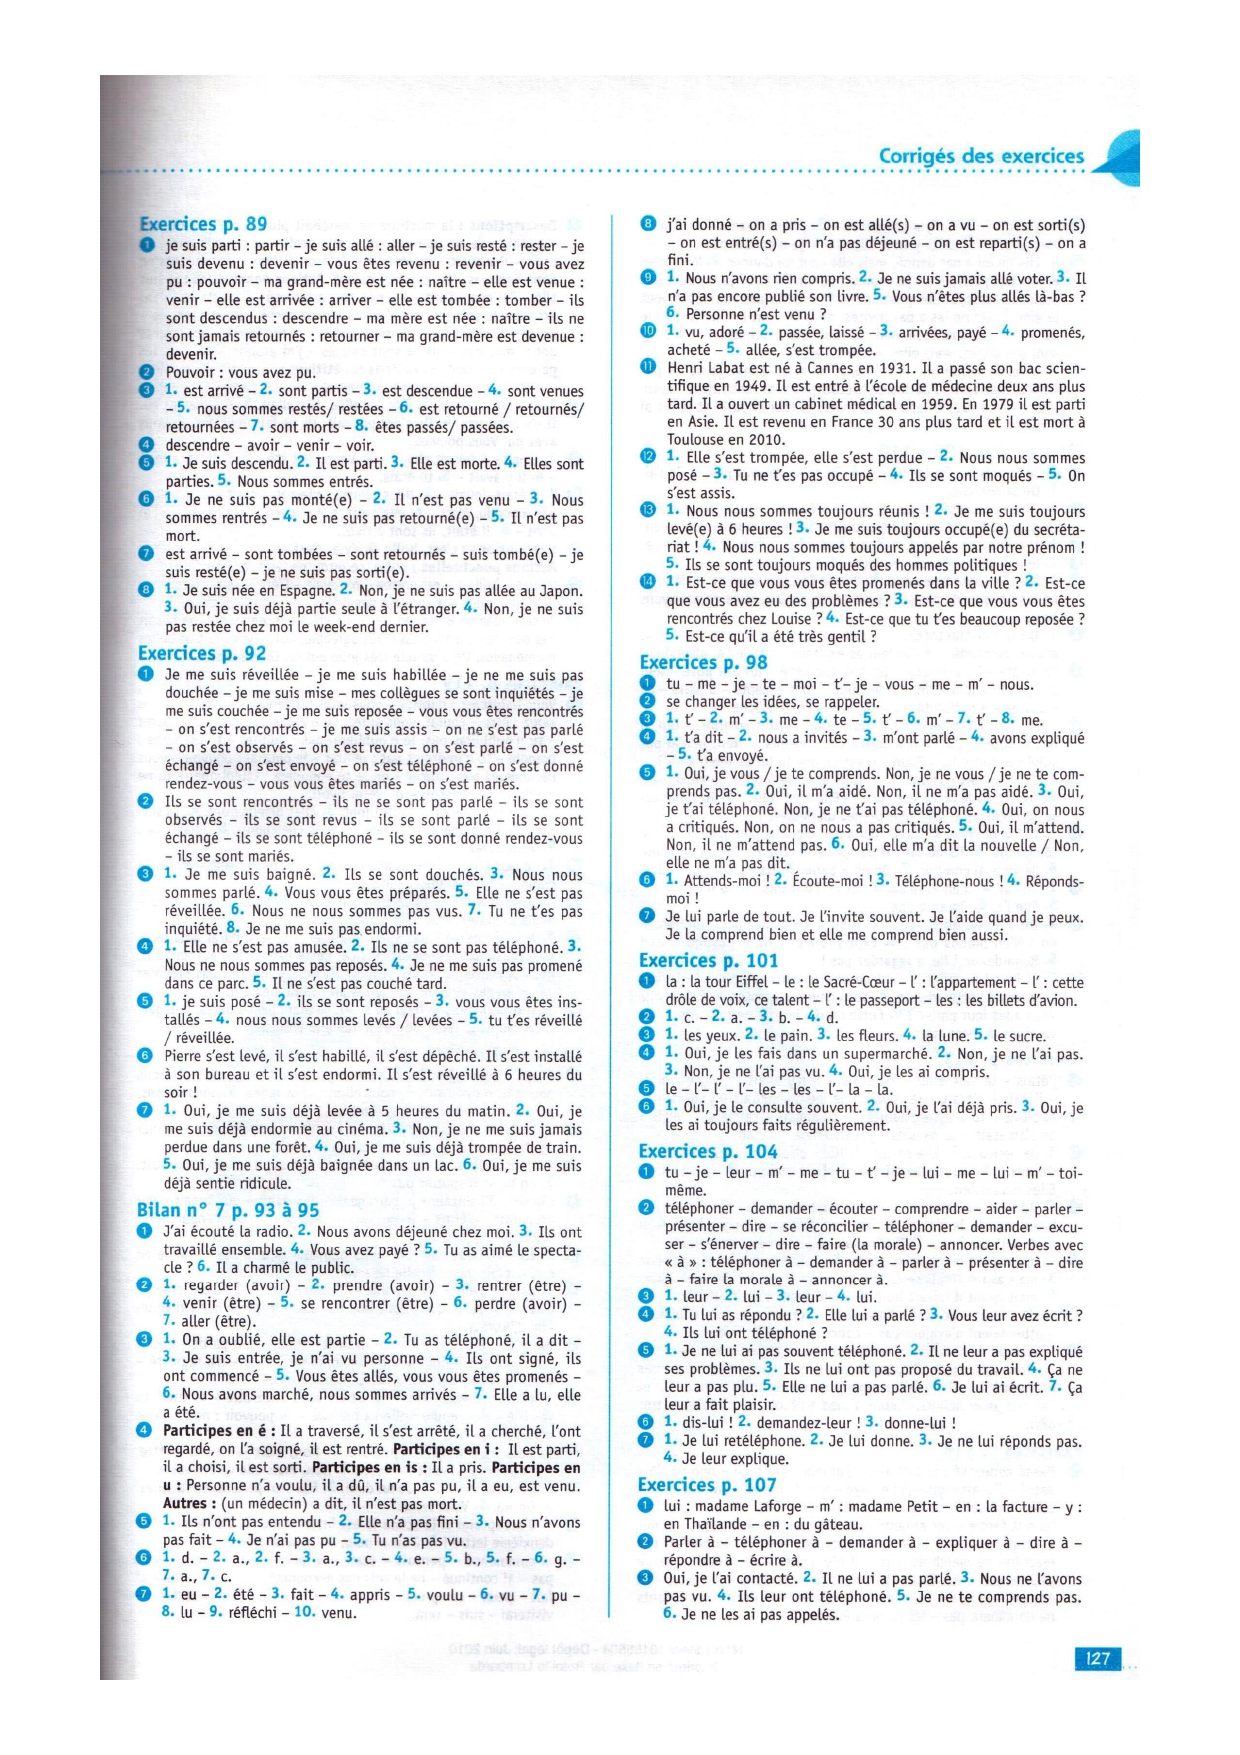 Corrigés des exercices
Exercices p. 89
1 je suis parti : partir – je suis allé : aller – je suis resté : rester – je
suis devenu : devenir – vous êtes revenu : revenir – vous avez
pu : pouvoir – ma grand-mère est née : naître – elle est venue :
venir – elle est arrivée : arriver – elle est tombée : tomber – ils
sont descendus : descendre – ma mère est née : naître – ils ne
sont jamais retournés : retourner – ma grand-mère est devenue :
devenir.
2 Pouvoir : vous avez pu.
3 1. est arrivé – 2. sont partis – 3. est descendue – 4. sont venues
– 5. nous sommes restés/ restées – 6. est retourné / retournés/
retournées – 7. sont morts – 8. êtes passés/ passées.
4 descendre – avoir – venir – voir.
5 1. Je suis descendu. 2. Il est parti. 3. Elle est morte. 4. Elles sont
parties. 5. Nous sommes entrés.
6 1. Je ne suis pas monté(e) – 2. Il n'est pas venu – 3. Nous
sommes rentrés – 4. Je ne suis pas retourné(e) – 5. Il n'est pas
mort.
7 est arrivé – sont tombées – sont retournés – suis tombé(e) – je
suis resté(e) – je ne suis pas sorti(e).
8 1. Je suis née en Espagne. 2. Non, je ne suis pas allée au Japon.
3. Oui, je suis déjà partie seule à l'étranger. 4. Non, je ne suis
pas restée chez moi le week-end dernier.
Exercices p. 92
1 Je me suis réveillée – je me suis habillée – je ne me suis pas
douchée – je me suis mise – mes collègues se sont inquiétés – je
me suis couchée – je me suis reposée – vous vous êtes rencontrés
– on s'est rencontrés – je me suis assis – on ne s'est pas parlé
– on s'est observés – on s'est revus – on s'est parlé – on s'est
échangé – on s'est envoyé – on s'est téléphoné – on s'est donné
rendez-vous – vous vous êtes mariés – on s'est mariés.
2 Ils se sont rencontrés – ils ne se sont pas parlé – ils se sont
observés – ils se sont revus – ils se sont parlé – ils se sont
échangé – ils se sont téléphoné – ils se sont donné rendez-vous
– ils se sont mariés.
3 1. Je me suis baigné. 2. Ils se sont douchés. 3. Nous nous
sommes parlé. 4. Vous vous êtes préparés. 5. Elle ne s'est pas
réveillée. 6. Nous ne nous sommes pas vus. 7. Tu ne t'es pas
inquiété. 8. Je ne me suis pas endormi.
4 1. Elle ne s'est pas amusée. 2. Ils ne se sont pas téléphoné. 3.
Nous ne nous sommes pas reposés. 4. Je ne me suis pas promené
dans ce parc. 5. Il ne s'est pas couché tard.
5 1. je suis posé – 2. ils se sont reposés – 3. vous vous êtes ins-
tallés – 4. nous nous sommes levés / levées – 5. tu t'es réveillé
/ réveillée.
6 Pierre s'est levé, il s'est habillé, il s'est dépêché. Il s'est installé
à son bureau et il s'est endormi. Il s'est réveillé à 6 heures du
soir !
7 1. Oui, je me suis déjà levée à 5 heures du matin. 2. Oui, je
me suis déjà endormie au cinéma. 3. Non, je ne me suis jamais
perdue dans une forêt. 4. Oui, je me suis déjà trompée de train.
5. Oui, je me suis déjà baignée dans un lac. 6. Oui, je me suis
déjà sentie ridicule.
Bilan n° 7 p. 93 à 95
1 J'ai écouté la radio. 2. Nous avons déjeuné chez moi. 3. Ils ont
travaillé ensemble. 4. Vous avez payé ? 5. Tu as aimé le specta-
cle ? 6. Il a charmé le public.
2 1. regarder (avoir) – 2. prendre (avoir) – 3. rentrer (être) –
4. venir (être) – 5. se rencontrer (être) – 6. perdre (avoir) –
7. aller (être).
3 1. On a oublié, elle est partie – 2. Tu as téléphoné, il a dit –
3. Je suis entrée, je n'ai vu personne – 4. Ils ont signé, ils
ont commencé – 5. Vous êtes allés, vous vous êtes promenés –
6. Nous avons marché, nous sommes arrivés – 7. Elle a lu, elle
a été.
4 Participes en é : Il a traversé, il s'est arrêté, il a cherché, l'ont
regardé, on l'a soigné, il est rentré. Participes en i : Il est parti,
il a choisi, il est sorti. Participes en is : Il a pris. Participes en
u : Personne n'a voulu, il a dû, il n'a pas pu, il a eu, est venu.
Autres : (un médecin) a dit, il n'est pas mort.
5 1. Ils n'ont pas entendu – 2. Elle n'a pas fini – 3. Nous n'avons
pas fait – 4. Je n'ai pas pu – 5. Tu n'as pas vu.
6 1. d. – 2. a., 2. f. – 3. a., 3. c. – 4. e. – 5. b., 5. f. – 6. g. –
7. a., 7. c.
7 1. eu – 2. été – 3. fait – 4. appris – 5. voulu – 6. vu – 7. pu –
8. lu – 9. réfléchi – 10. venu.
8 j'ai donné – on a pris – on est allé(s) – on a vu – on est sorti(s)
– on est entré(s) – on n'a pas déjeuné – on est reparti(s) – on a
fini.
9 1. Nous n'avons rien compris. 2. Je ne suis jamais allé voter. 3. Il
n'a pas encore publié son livre. 5. Vous n'êtes plus allés là-bas ?
6. Personne n'est venu ?
10 1. vu, adoré – 2. passée, laissé – 3. arrivées, payé – 4. promenés,
acheté – 5. allée, s'est trompée.
11 Henri Labat est né à Cannes en 1931. Il a passé son bac scien-
tifique en 1949. Il est entré à l'école de médecine deux ans plus
tard. Il a ouvert un cabinet médical en 1959. En 1979 il est parti
en Asie. Il est revenu en France 30 ans plus tard et il est mort à
Toulouse en 2010.
12 1. Elle s'est trompée, elle s'est perdue – 2. Nous nous sommes
posé – 3. Tu ne t'es pas occupé – 4. Ils se sont moqués – 5. On
s'est assis.
13 1. Nous nous sommes toujours réunis ! 2. Je me suis toujours
levé(e) à 6 heures ! 3. Je me suis toujours occupé(e) du secréta-
riat ! 4. Nous nous sommes toujours appelés par notre prénom !
5. Ils se sont toujours moqués des hommes politiques !
14 1. Est-ce que vous vous êtes promenés dans la ville ? 2. Est-ce
que vous avez eu des problèmes ? 3. Est-ce que vous vous êtes
rencontrés chez Louise ? 4. Est-ce que tu t'es beaucoup reposée ?
5. Est-ce qu'il a été très gentil ?
Exercices p. 98
1 tu – me – je – te – moi – t'– je – vous – me – m' – nous.
2 se changer les idées, se rappeler.
3 1. t' – 2. m' – 3. me – 4. te – 5. t' – 6. m' – 7. t' – 8. me.
4 1. t'a dit – 2. nous a invités – 3. m'ont parlé – 4. avons expliqué
– 5. t'a envoyé.
5 1. Oui, je vous / je te comprends. Non, je ne vous / je ne te com-
prends pas. 2. Oui, il m'a aidé. Non, il ne m'a pas aidé. 3. Oui,
je t'ai téléphoné. Non, je ne t'ai pas téléphoné. 4. Oui, on nous
a critiqués. Non, on ne nous a pas critiqués. 5. Oui, il m'attend.
Non, il ne m'attend pas. 6. Oui, elle m'a dit la nouvelle / Non,
elle ne m'a pas dit.
6 1. Attends-moi ! 2. Écoute-moi ! 3. Téléphone-nous ! 4. Réponds-
moi !
7 Je lui parle de tout. Je l'invite souvent. Je l'aide quand je peux.
Je la comprend bien et elle me comprend bien aussi.
Exercices p. 101
1 la : la tour Eiffel – le : le Sacré-Cœur – l' : l'appartement – l' : cette
drôle de voix, ce talent – l' : le passeport – les : les billets d'avion.
2 1. c. – 2. a. – 3. b. – 4. d.
3 1. les yeux. 2. le pain. 3. les fleurs. 4. la lune. 5. le sucre.
4 1. Oui, je les fais dans un supermarché. 2. Non, je ne l'ai pas.
3. Non, je ne l'ai pas vu. 4. Oui, je les ai compris.
5 le – l'– l' – l'– les – les – l'– la – la.
6 1. Oui, je le consulte souvent. 2. Oui, je l'ai déjà pris. 3. Oui, je
les ai toujours faits régulièrement.
Exercices p. 104
1 tu – je – leur – m' – me – tu – t' – je – lui – me – lui – m' – toi-
même.
2 téléphoner – demander – écouter – comprendre – aider – parler –
présenter – dire – se réconcilier – téléphoner – demander – excu-
ser – s'énerver – dire – faire (la morale) – annoncer. Verbes avec
« à » : téléphoner à – demander à – parler à – présenter à – dire
à – faire la morale à – annoncer à.
3 1. leur – 2. lui – 3. leur – 4. lui.
4 1. Tu lui as répondu ? 2. Elle lui a parlé ? 3. Vous leur avez écrit ?
4. Ils lui ont téléphoné ?
5 1. Je ne lui ai pas souvent téléphoné. 2. Il ne leur a pas expliqué
ses problèmes. 3. Ils ne lui ont pas proposé du travail. 4. Ça ne
leur a pas plu. 5. Elle ne lui a pas parlé. 6. Je lui ai écrit. 7. Ça
leur a fait plaisir.
6 1. dis-lui ! 2. demandez-leur ! 3. donne-lui !
7 1. Je lui retéléphone. 2. Je lui donne. 3. Je ne lui réponds pas.
4. Je leur explique.
Exercices p. 107
1 lui : madame Laforge – m' : madame Petit – en : la facture – y :
en Thaïlande – en : du gâteau.
2 Parler à – téléphoner à – demander à – expliquer à – dire à –
répondre à – écrire à.
3 Oui, je l'ai contacté. 2. Il ne lui a pas parlé. 3. Nous ne l'avons
pas vu. 4. Ils leur ont téléphoné. 5. Je ne te comprends pas.
6. Je ne les ai pas appelés.
127